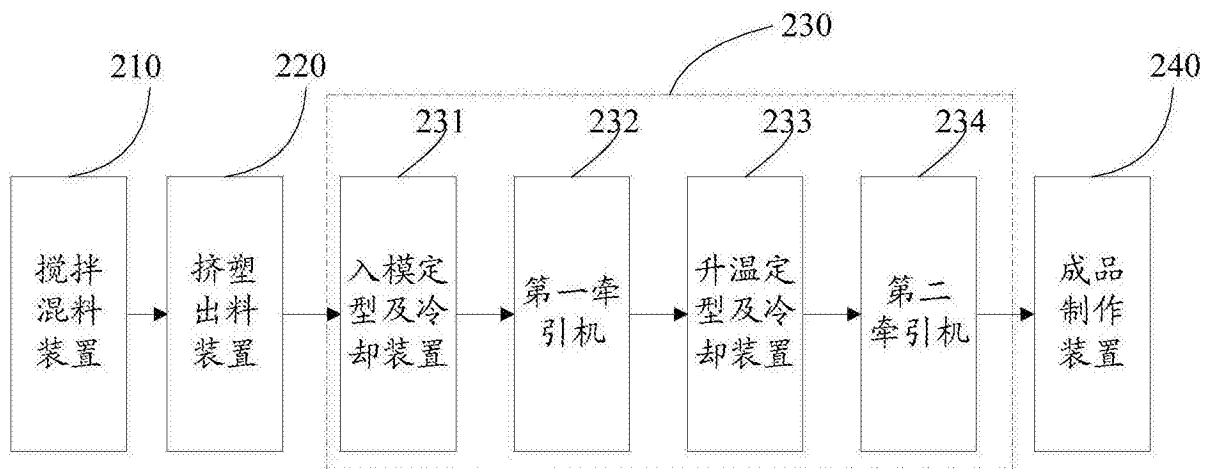 230
210
220
240
231
232
233
234
搅拌
混料
装置
挤塑
出料
装置
入模定
型及冷
却装置
第一牵
引机
升温定
型及冷
却装置
第二
牵引机
成品
制作
装置